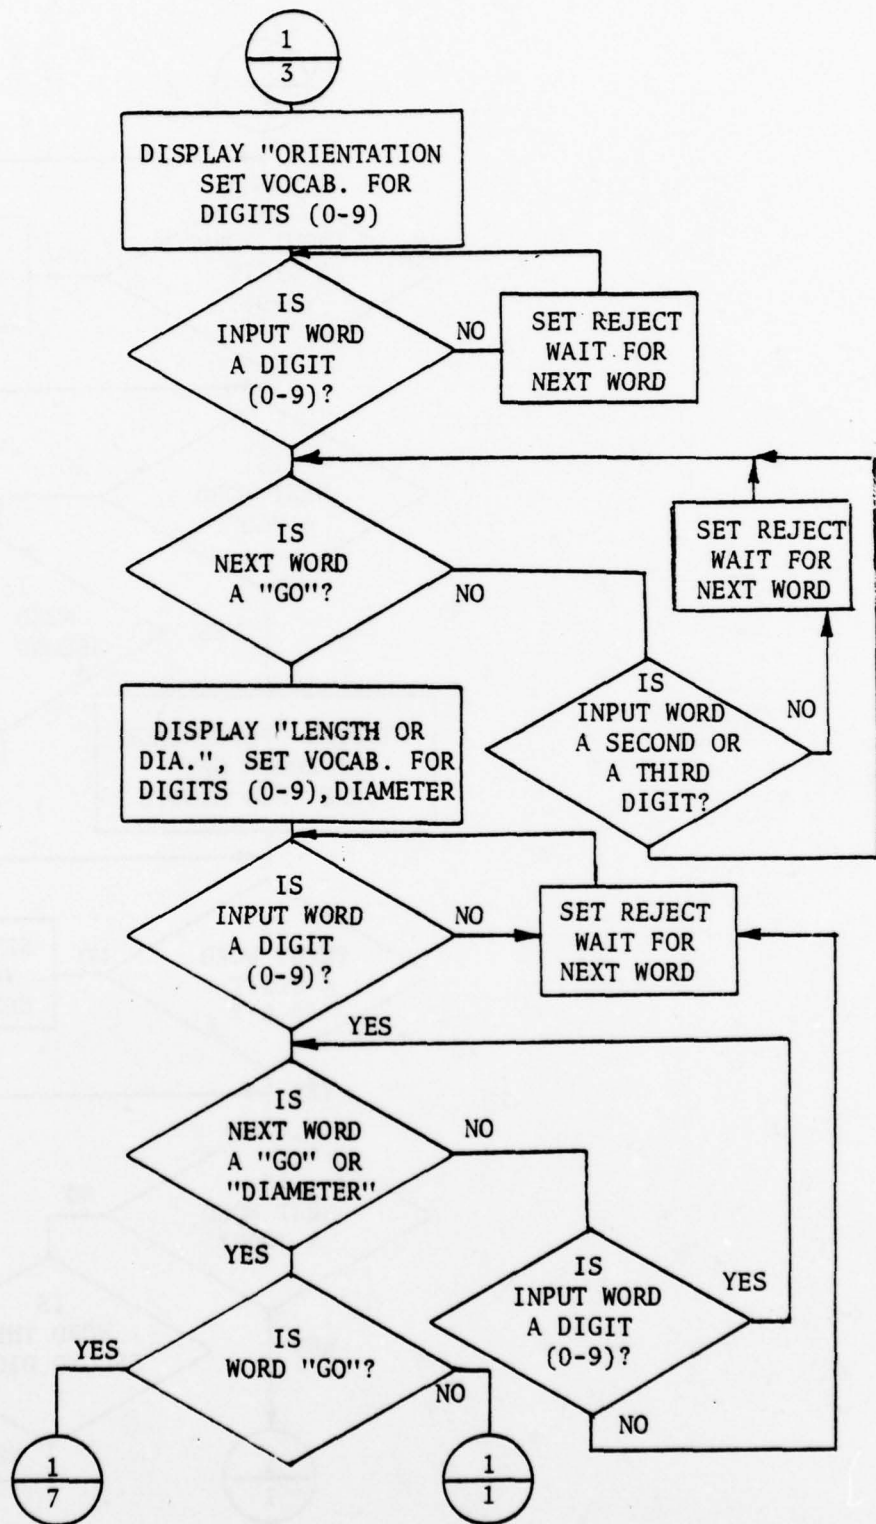 1
3
DISPLAY "ORIENTATION
SET VOCAB. FOR
DIGITS (0-9)
IS
INPUT WORD
A DIGIT
(0-9)?
NO
SET REJECT
WAIT FOR
NEXT WORD
IS
NEXT WORD
A "GO"?
NO
SET REJECT
WAIT FOR
NEXT WORD
IS
INPUT WORD
A SECOND OR
A THIRD
DIGIT?
NO
DISPLAY "LENGTH OR
DIA.", SET VOCAB. FOR
DIGITS (0-9), DIAMETER
IS
INPUT WORD
A DIGIT
(0-9)?
NO
SET REJECT
WAIT FOR
NEXT WORD
YES
IS
NEXT WORD
A "GO" OR
"DIAMETER"
NO
YES
IS
INPUT WORD
A DIGIT
(0-9)?
YES
NO
IS
WORD "GO"?
YES
NO
1
7
1
1